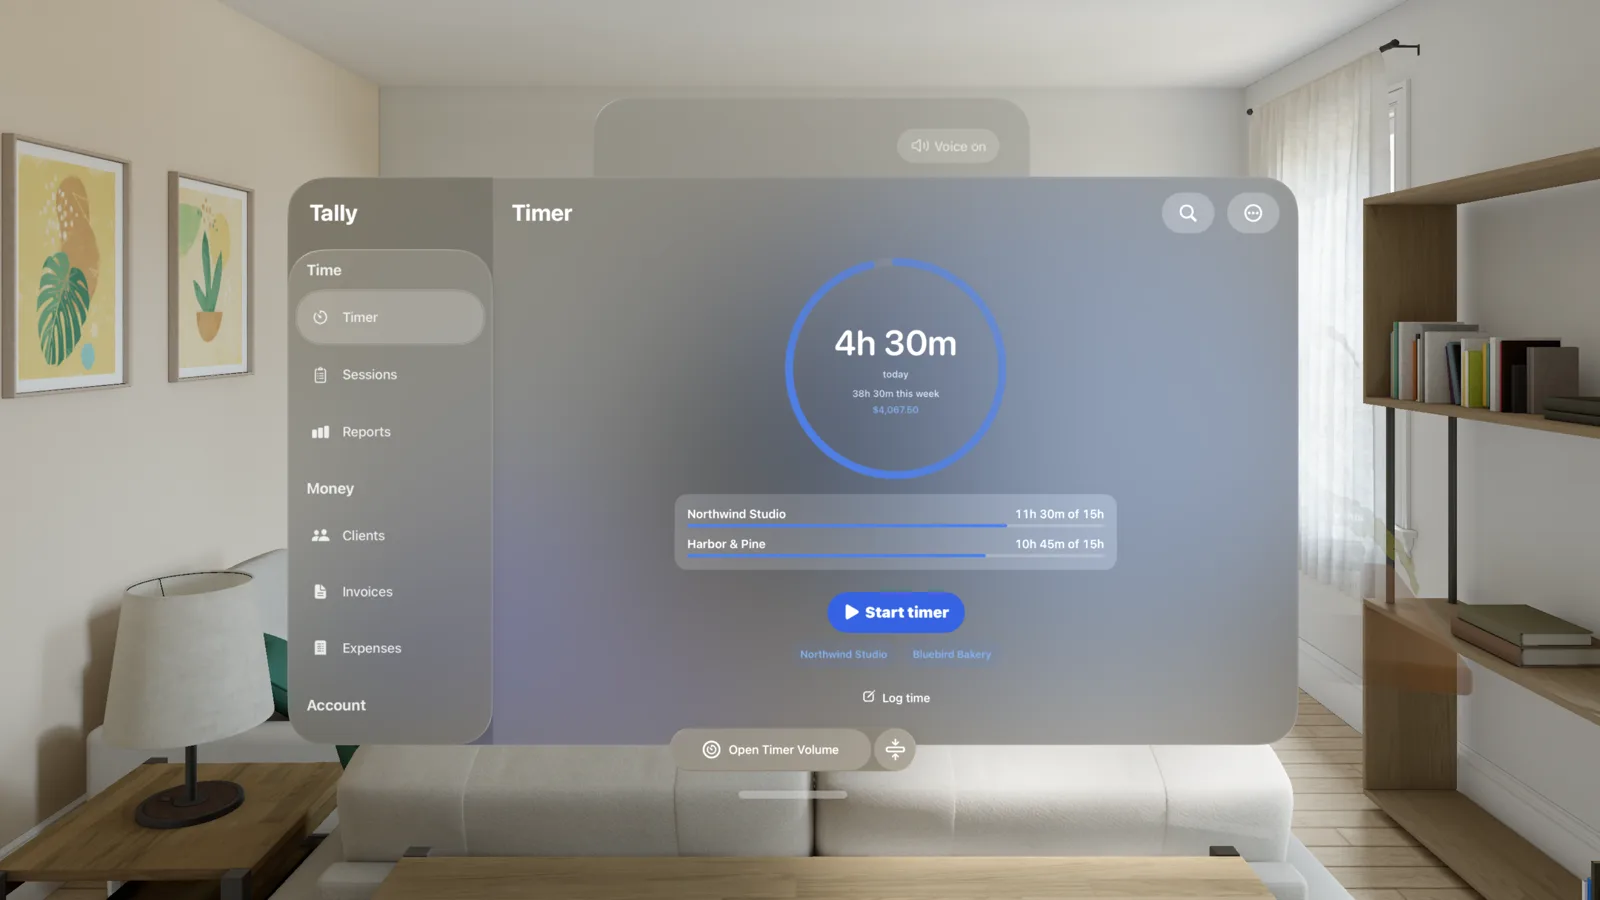 Voice on
Tally
Timer
Time
Timer
Sessions
Reports
Money
Clients
Invoices
Expenses
Account
4h 30m
today
38h 30m this week
$4,067.50
Northwind Studio 11h 30m of 15h
Harbor & Pine 10h 45m of 15h
Start timer
Northwind Studio Bluebird Bakery
Log time
Open Timer Volume